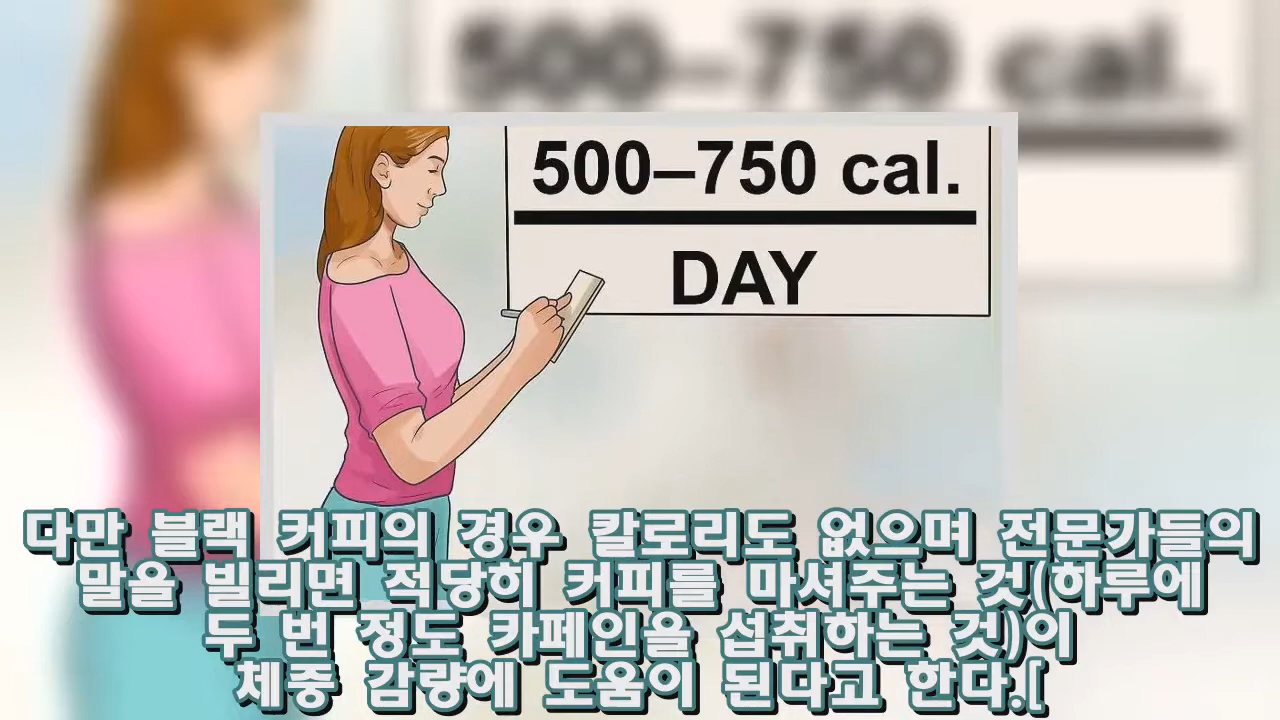 500–750 cal.
500–750 cal.
DAY
다만 블랙 커피의 경우 칼로리도 없으며 전문가들의
말을 빌리면 적당히 커피를 마셔주는 것(하루에
두 번 정도 카페인을 섭취하는 것)이
체중 감량에 도움이 된다고 한다.[